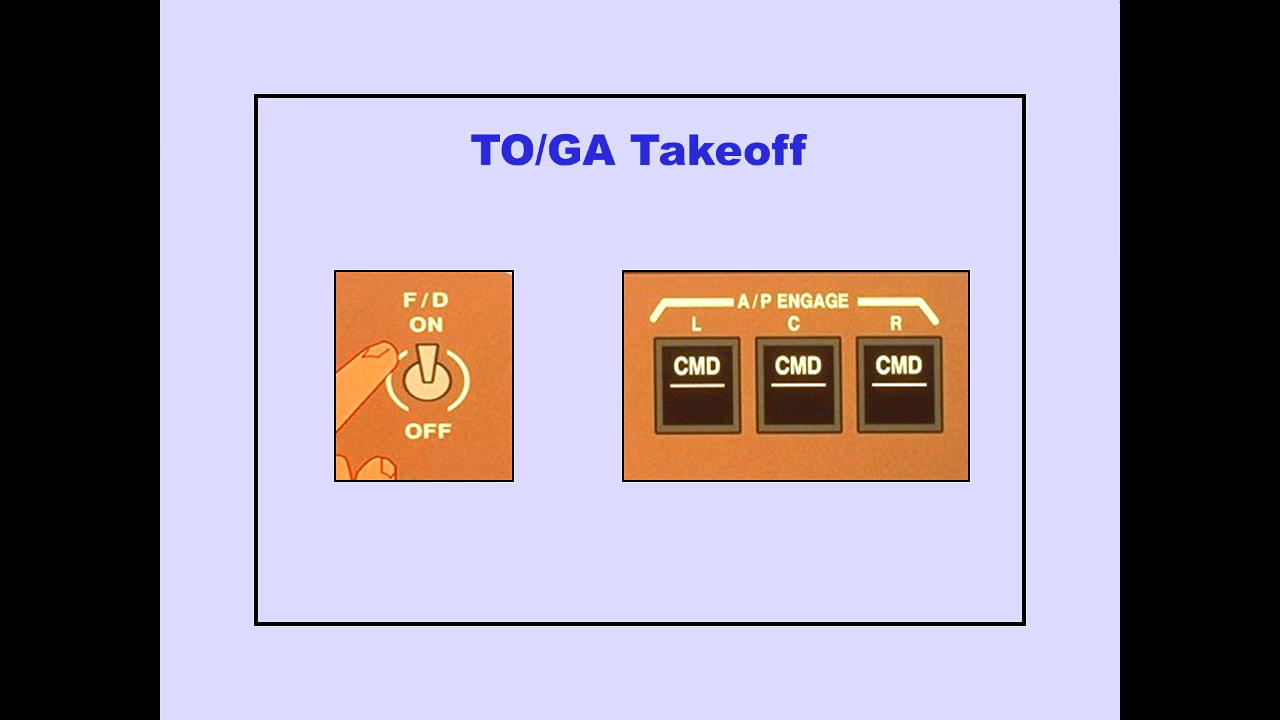 TO/GA Takeoff
F/D
ON
OFF
A/P ENGAGE
L C R
CMD CMD CMD